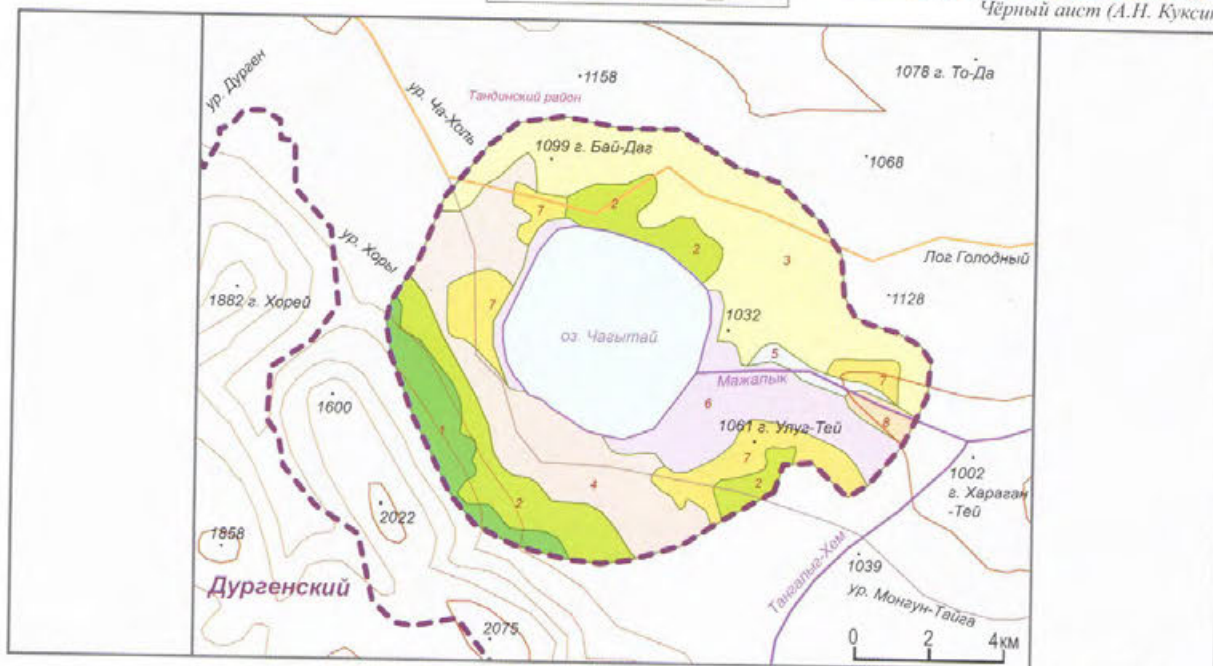 Чёрный аист (А.Н. Куксин
1078 г. То-Да
1158
ур. Дурген
Тандинский район
ур. Ча-Холь
1099 г. Бай-Даг
1068
7
2
2
ур. Хоры
3
Лог Голодный
1882 г. Хорей
7
1128
1032
оз. Чагытай
5
Мажалык
7
6
1600
1061 г. Улуг-Тей
8
1
7
1002
г. Хараган
-Тей
4
2
2
2022
1858
Тангалыг-Хем
1039
Дургенский
ур. Монгун-Тайга
2075
0 2 4км